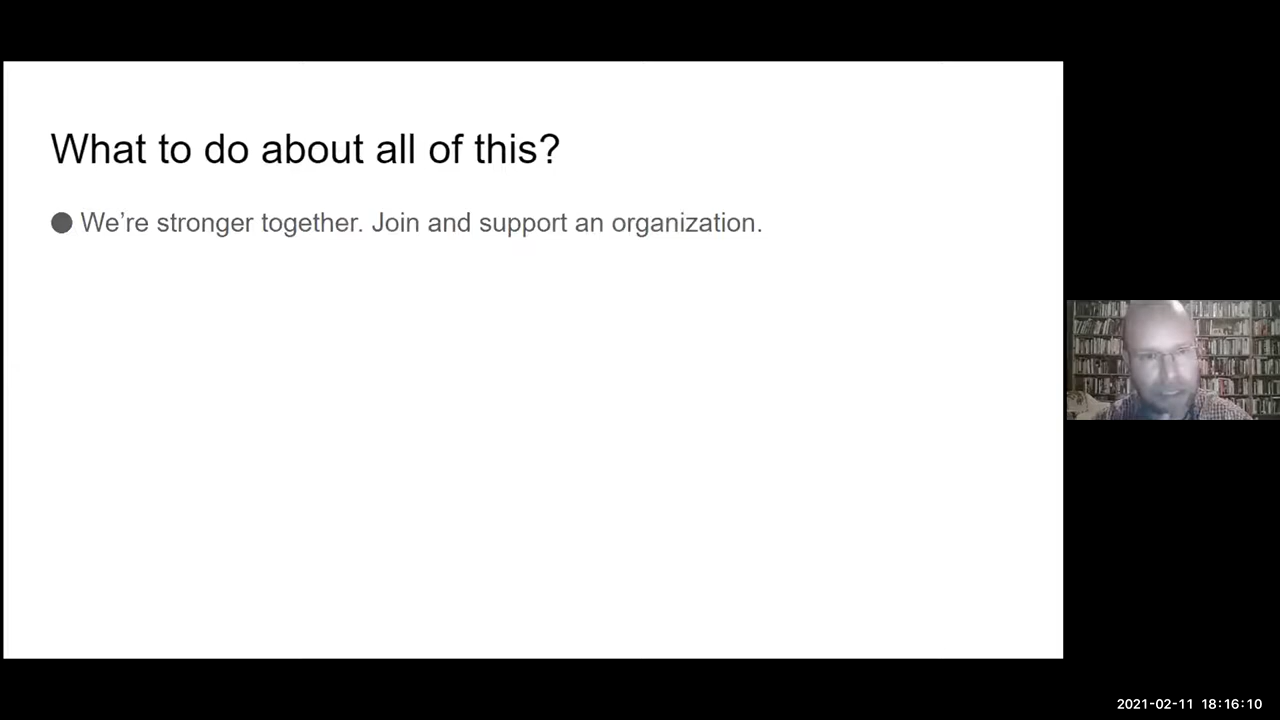 What to do about all of this?
● We’re stronger together. Join and support an organization.
2021-02-11 18:16:10